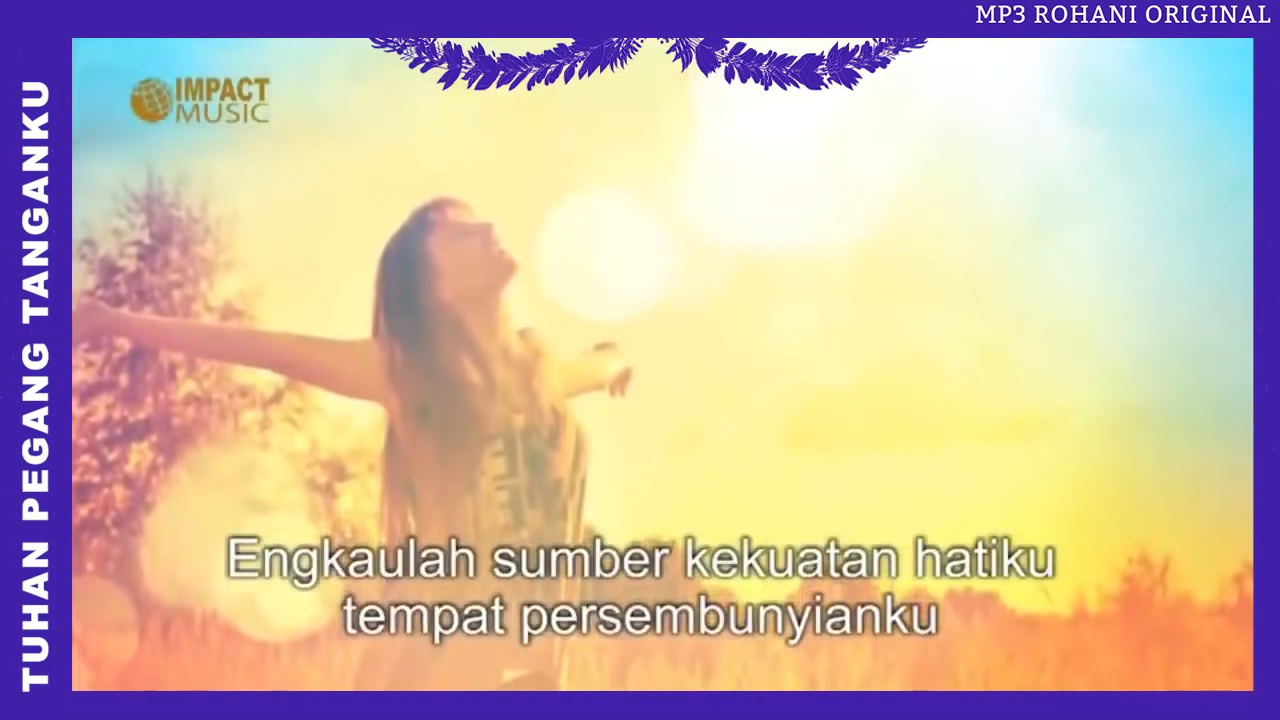 MP3 ROHANI ORIGINAL
TUHAN PEGANG TANGANKU
IMPACT
MUSIC
Engkaulah sumber kekuatan hatiku
tempat persembunyianku